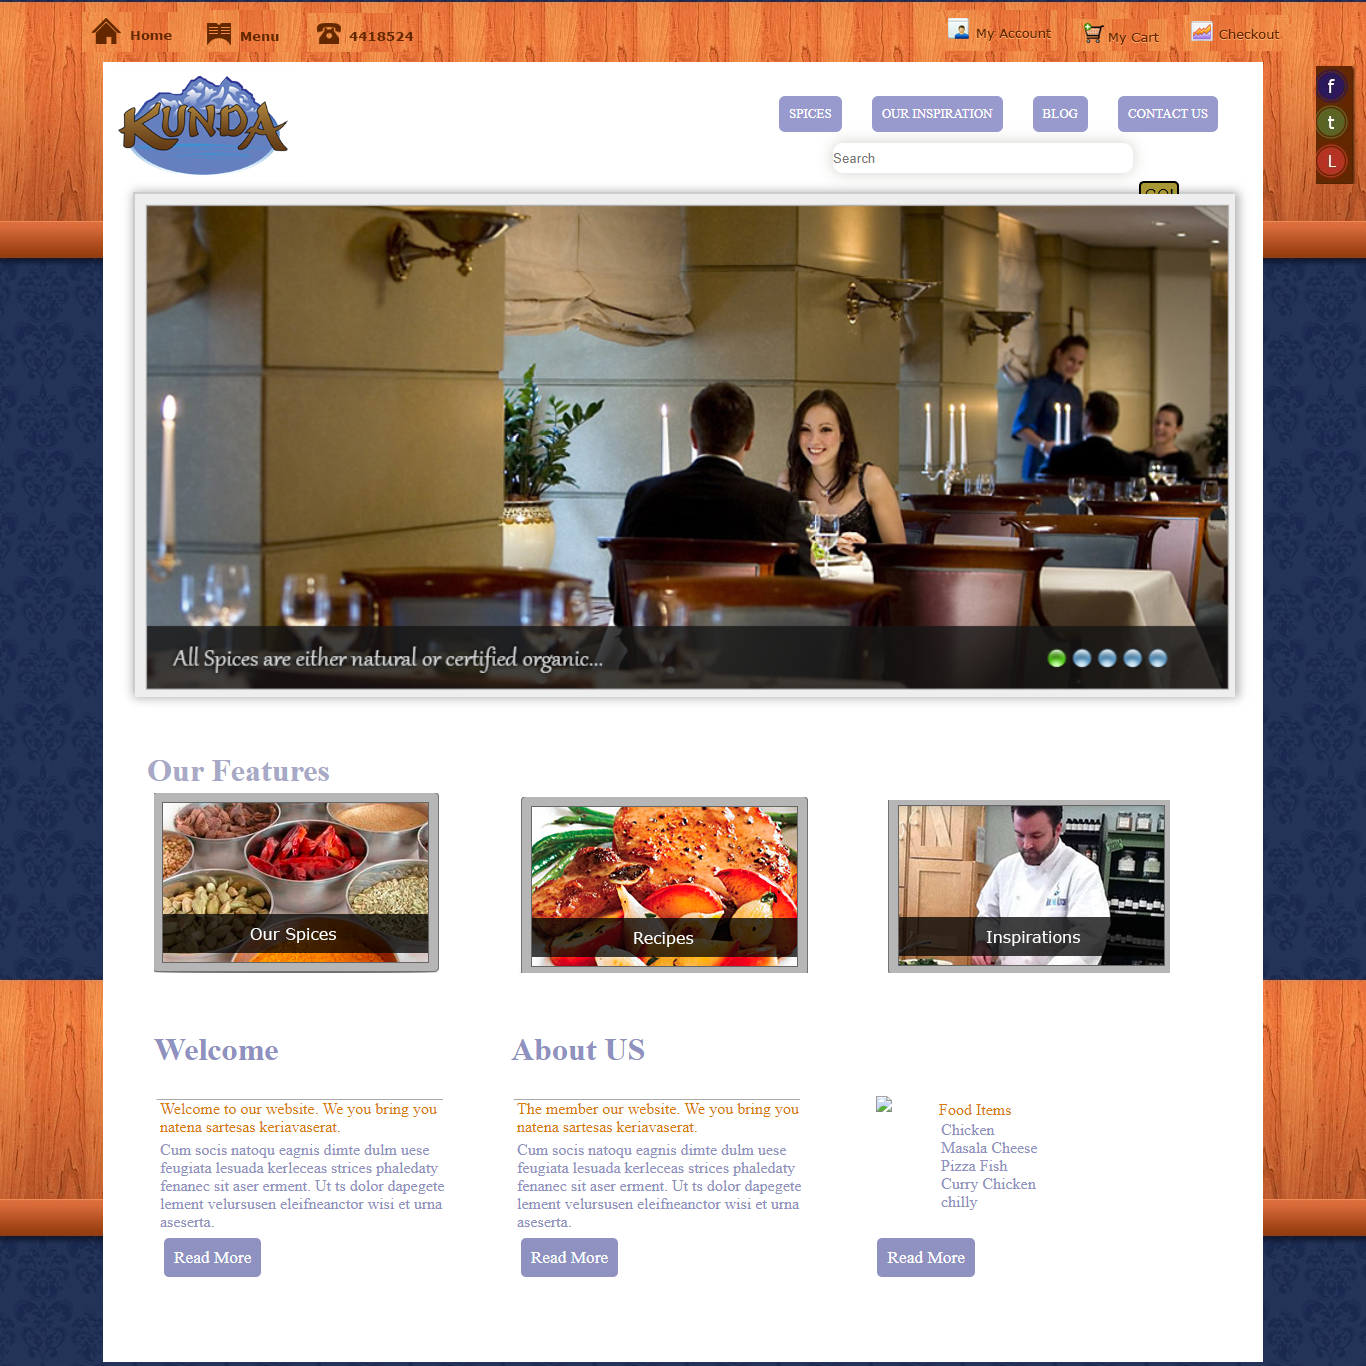 Home
Menu
4418524
My Account
My Cart
Checkout
f
t
L
KUNDA
SPICES
OUR INSPIRATION
BLOG
CONTACT US
Search
GO!
All Spices are either natural or certified organic...
Our Features
Our Spices
Recipes
Inspirations
Welcome
Welcome to our website. We you bring you
natena sartesas keriavaserat.
Cum socis natoqu eagnis dimte dulm uese
feugiata lesuada kerleceas strices phaledaty
fenanec sit aser erment. Ut ts dolor dapegete
lement velursusen eleifneanctor wisi et urna
aseserta.
Read More
About US
The member our website. We you bring you
natena sartesas keriavaserat.
Cum socis natoqu eagnis dimte dulm uese
feugiata lesuada kerleceas strices phaledaty
fenanec sit aser erment. Ut ts dolor dapegete
lement velursusen eleifneanctor wisi et urna
aseserta.
Read More
Food Items
Chicken
Masala Cheese
Pizza Fish
Curry Chicken
chilly
Read More